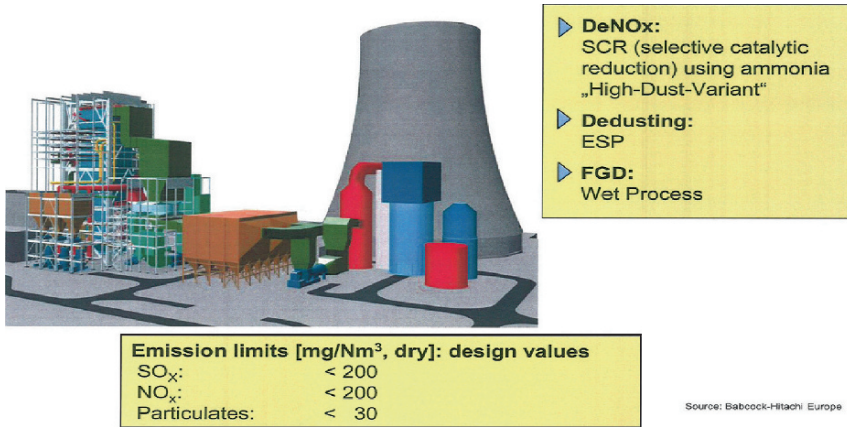 DeNOx:
SCR (selective catalytic
reduction) using ammonia
„High-Dust-Variant“
Dedusting:
ESP
FGD:
Wet Process
Emission limits [mg/Nm³, dry]: design values
SOX: < 200
NOx: < 200
Particulates: < 30
Source: Babcock-Hitachi Europe